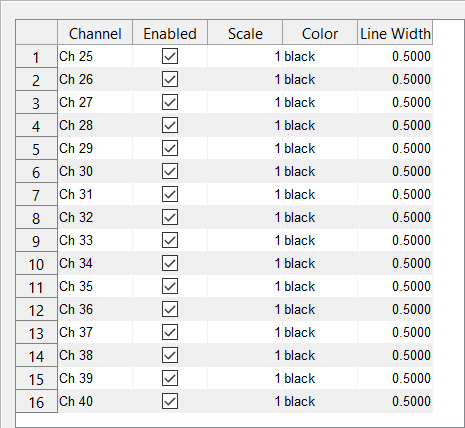 Channel Enabled Scale Color Line Width
1 Ch 25 1 black 0.5000
2 Ch 26 1 black 0.5000
3 Ch 27 1 black 0.5000
4 Ch 28 1 black 0.5000
5 Ch 29 1 black 0.5000
6 Ch 30 1 black 0.5000
7 Ch 31 1 black 0.5000
8 Ch 32 1 black 0.5000
9 Ch 33 1 black 0.5000
10 Ch 34 1 black 0.5000
11 Ch 35 1 black 0.5000
12 Ch 36 1 black 0.5000
13 Ch 37 1 black 0.5000
14 Ch 38 1 black 0.5000
15 Ch 39 1 black 0.5000
16 Ch 40 1 black 0.5000